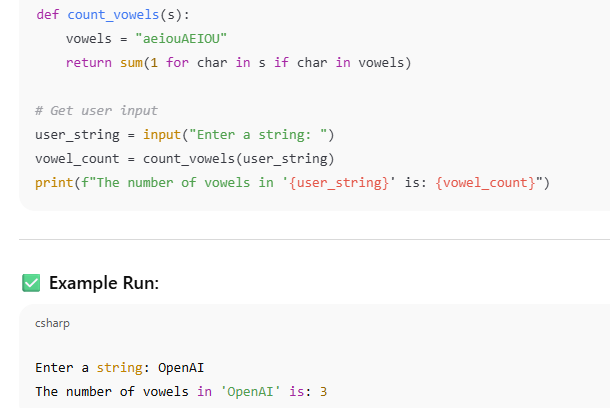 def count_vowels(s):
    vowels = "aeiouAEIOU"
    return sum(1 for char in s if char in vowels)
# Get user input
user_string = input("Enter a string: ")
vowel_count = count_vowels(user_string)
print(f"The number of vowels in '{user_string}' is: {vowel_count}")
✅ Example Run:
csharp
Enter a string: OpenAI
The number of vowels in 'OpenAI' is: 3